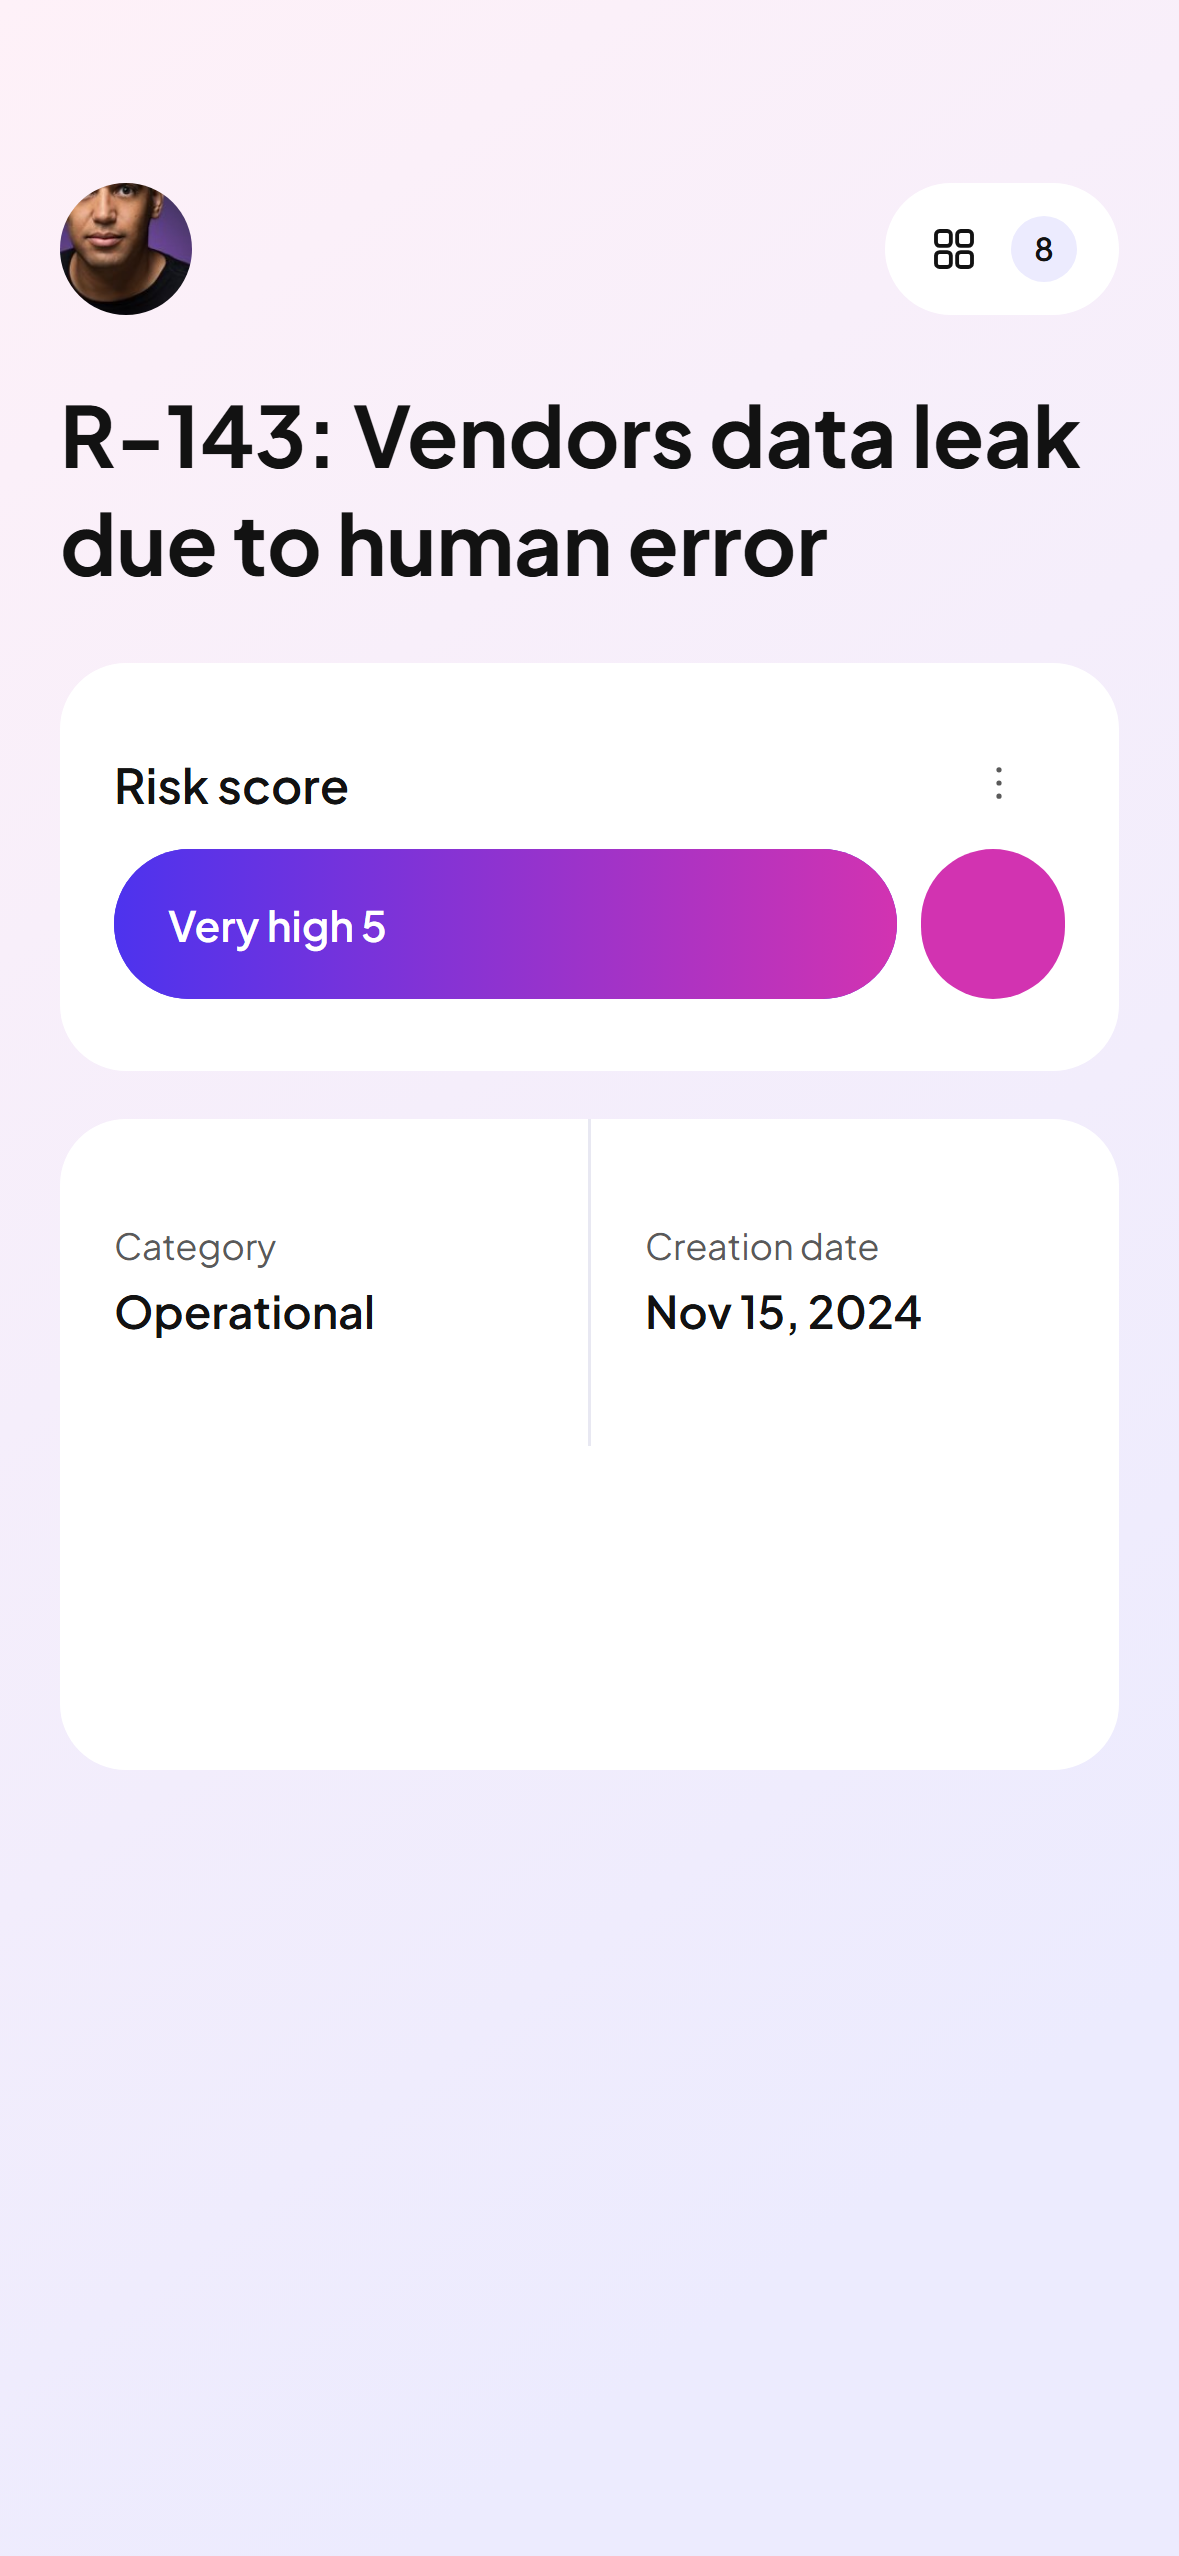 8
R-143: Vendors data leak
due to human error
Risk score
Very high 5
Category
Creation date
Operational
Nov 15, 2024